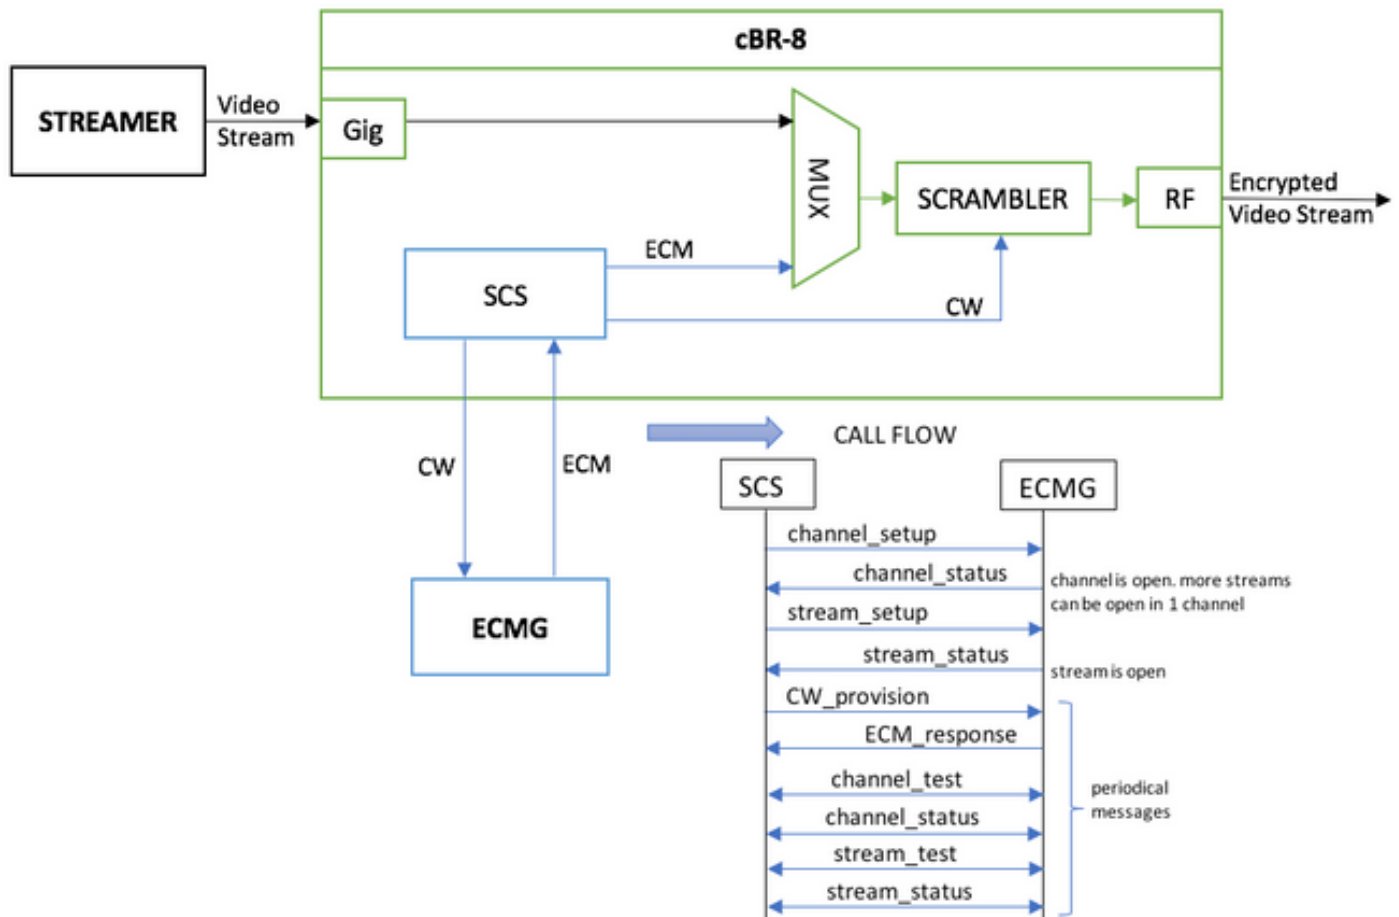 cBR-8
STREAMER
Video
Stream
Gig
MUX
SCRAMBLER
RF
Encrypted
Video Stream
ECM
SCS
CW
CW
ECM
ECMG
CALL FLOW
SCS
ECMG
channel_setup
channel_status
channel is open. more streams
can be open in 1 channel
stream_setup
stream_status
stream is open
CW_provision
ECM_response
channel_test
periodical
messages
channel_status
stream_test
stream_status